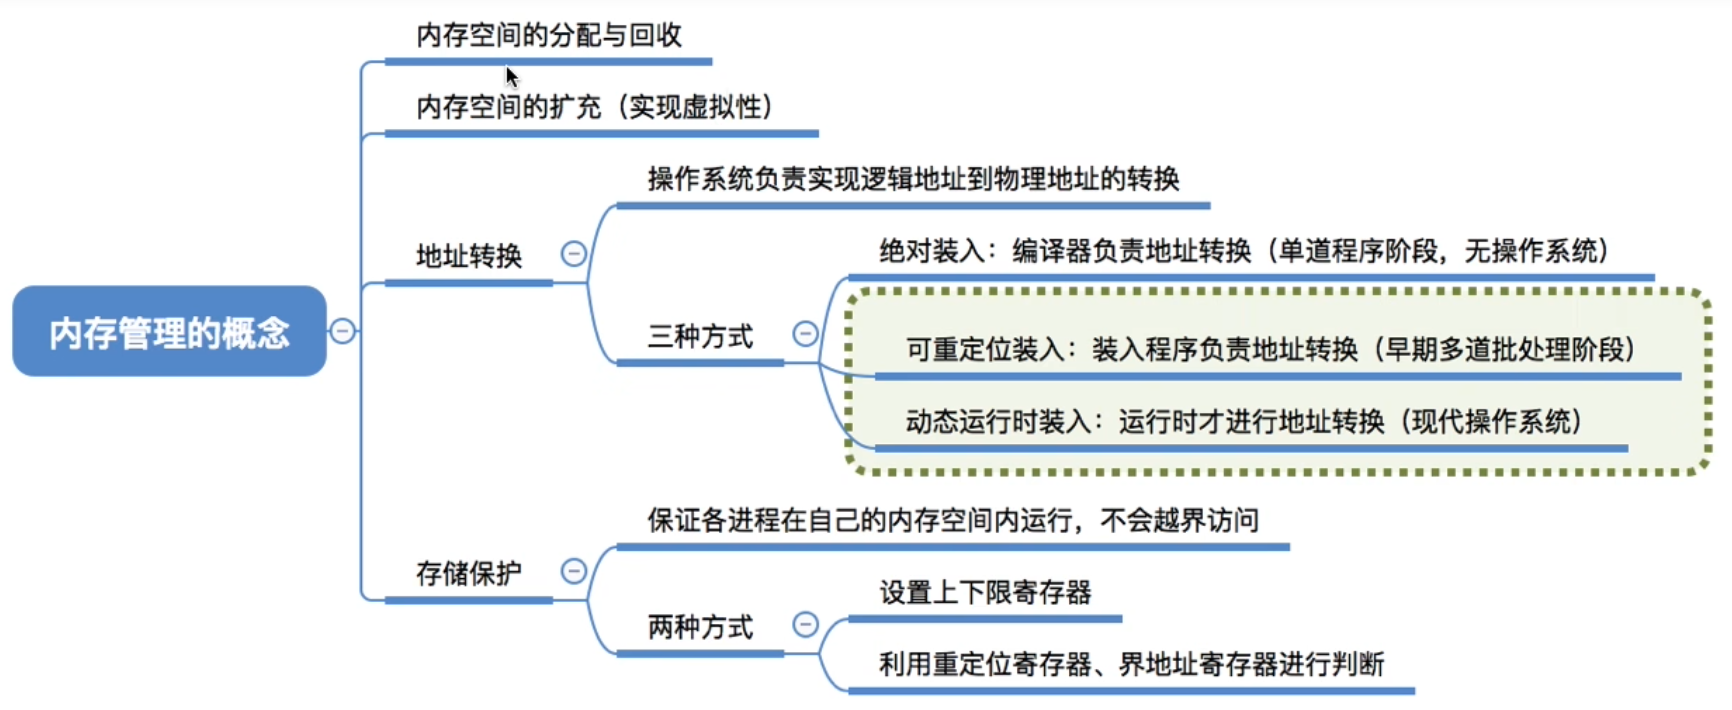 内存管理的概念
内存空间的分配与回收
内存空间的扩充（实现虚拟性）
地址转换
操作系统负责实现逻辑地址到物理地址的转换
三种方式
绝对装入：编译器负责地址转换（单道程序阶段，无操作系统）
可重定位装入：装入程序负责地址转换（早期多道批处理阶段）
动态运行时装入：运行时才进行地址转换（现代操作系统）
存储保护
保证各进程在自己的内存空间内运行，不会越界访问
两种方式
设置上下限寄存器
利用重定位寄存器、界地址寄存器进行判断